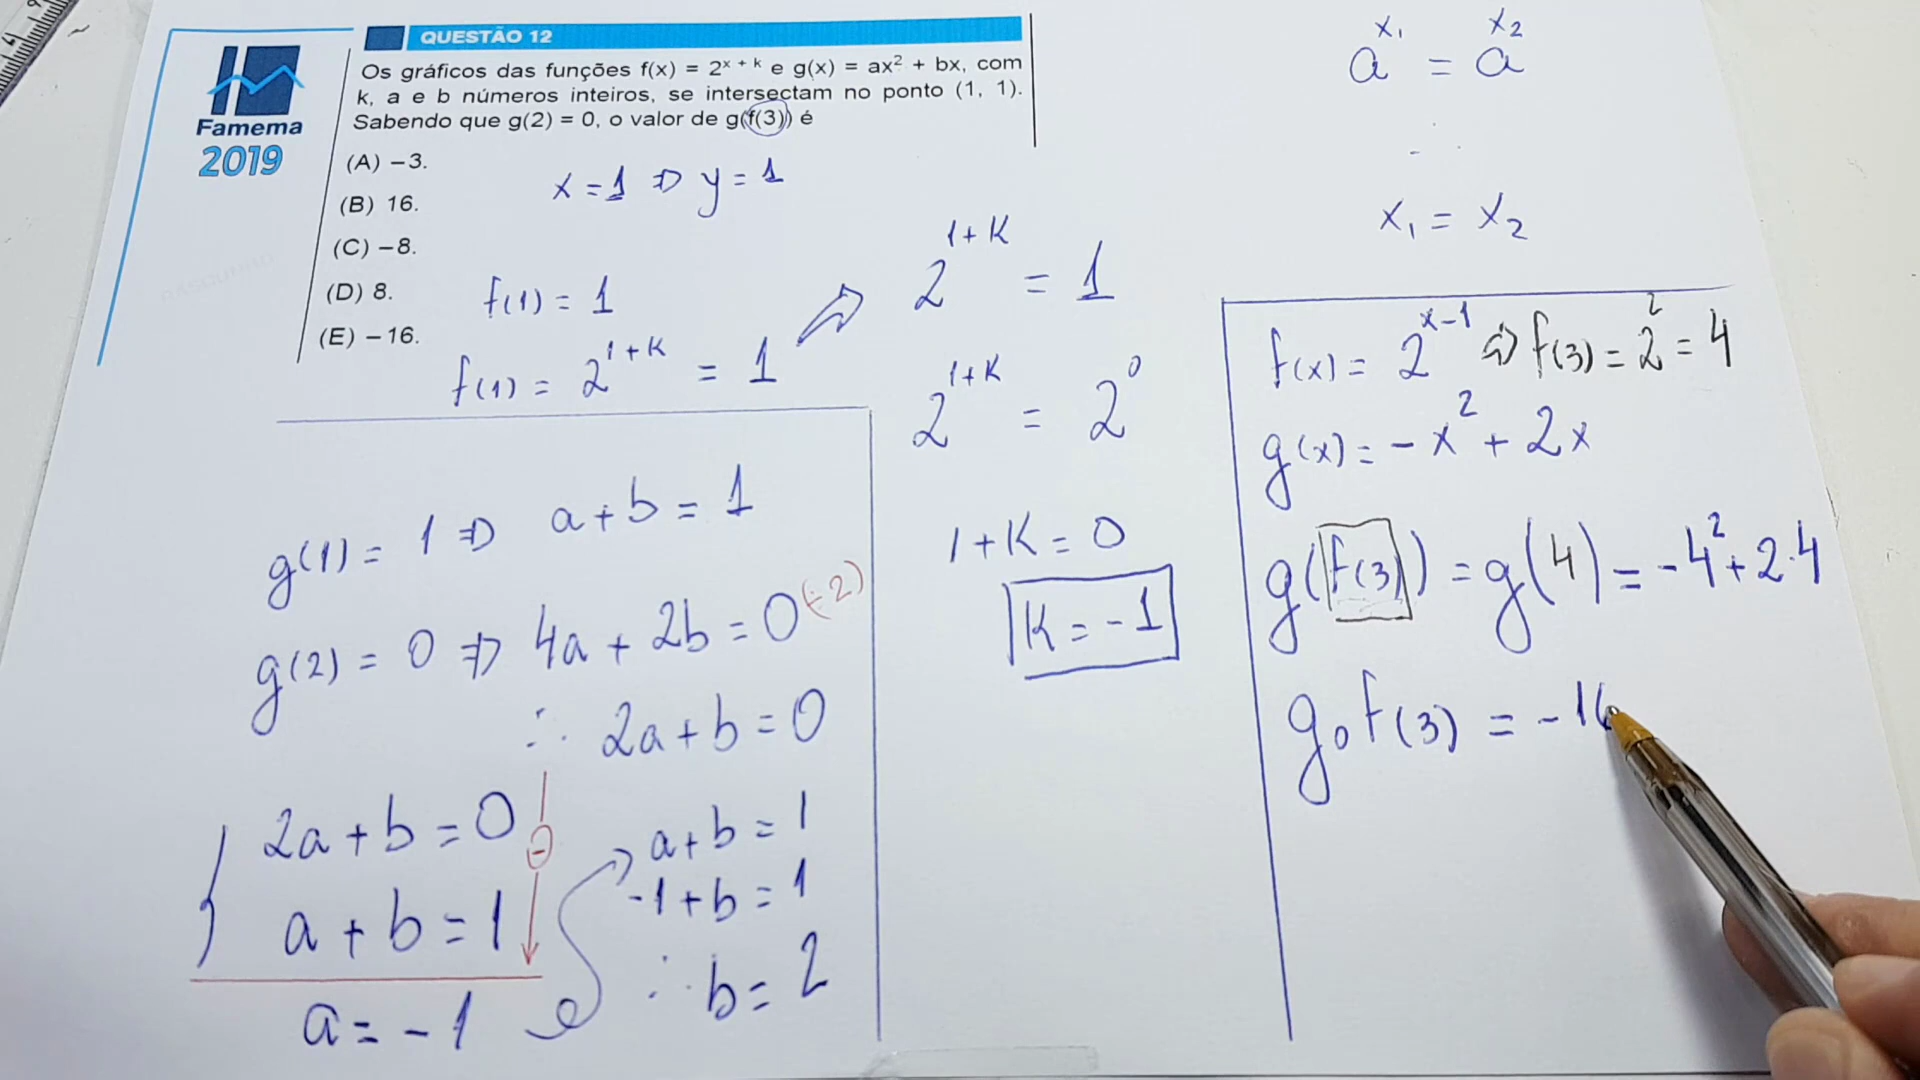 QUESTÃO 12
Os gráficos das funções f(x) = 2^(x + k) e g(x) = ax² + bx, com
k, a e b números inteiros, se intersectam no ponto (1, 1).
Sabendo que g(2) = 0, o valor de g(f(3)) é
Famema
2019
(A) –3.
(B) 16.
(C) –8.
(D) 8.
(E) –16.
x = 1 ⇒ y = 1
f(1) = 1
f(1) = 2^(1+K) = 1
2^(1+K) = 1
2^(1+K) = 2^0
1 + K = 0
K = -1
g(1) = 1 ⇒ a + b = 1
g(2) = 0 ⇒ 4a + 2b = 0 (÷2)
∴ 2a + b = 0
2a + b = 0
a + b = 1
a = -1
a + b = 1
-1 + b = 1
∴ b = 2
a^x₁ = a^x₂
x₁ = x₂
f(x) = 2^(x-1) ⇒ f(3) = 2² = 4
g(x) = -x² + 2x
g(f(3)) = g(4) = -4² + 2·4
gof(3) = -16